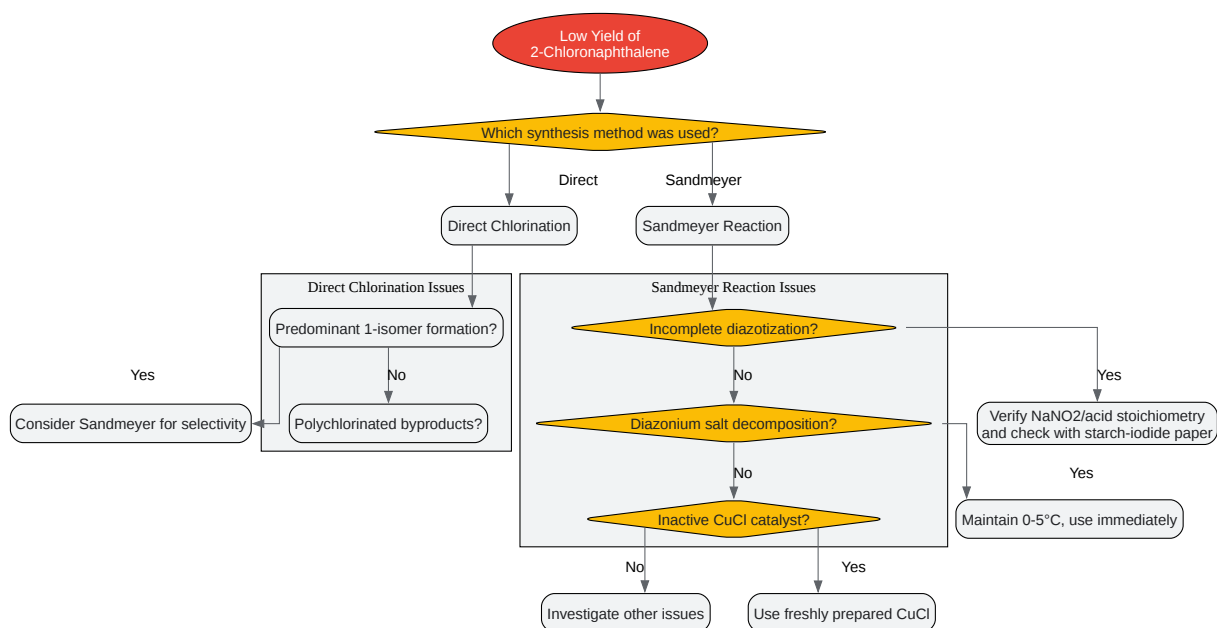 Low Yield of
2-Chloronaphthalene
Which synthesis method was used?
Direct
Sandmeyer
Direct Chlorination
Sandmeyer Reaction
Direct Chlorination Issues
Sandmeyer Reaction Issues
Predominant 1-isomer formation?
Incomplete diazotization?
Yes
No
No
Yes
Consider Sandmeyer for selectivity
Polychlorinated byproducts?
Diazonium salt decomposition?
Verify NaNO2/acid stoichiometry
and check with starch-iodide paper
No
Yes
Inactive CuCl catalyst?
Maintain 0-5°C, use immediately
No
Yes
Investigate other issues
Use freshly prepared CuCl